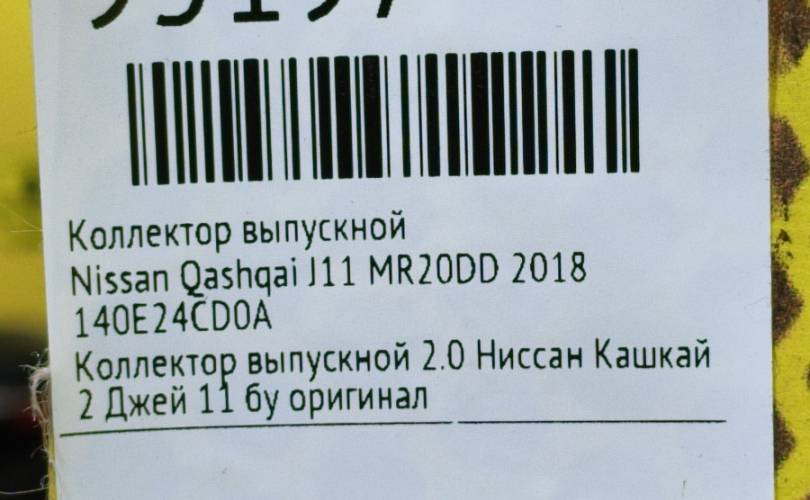 Коллектор выпускной
Nissan Qashqai J11 MR20DD 2018
140E24CD0A
Коллектор выпускной 2.0 Ниссан Кашкай
2 Джей 11 бу оригинал